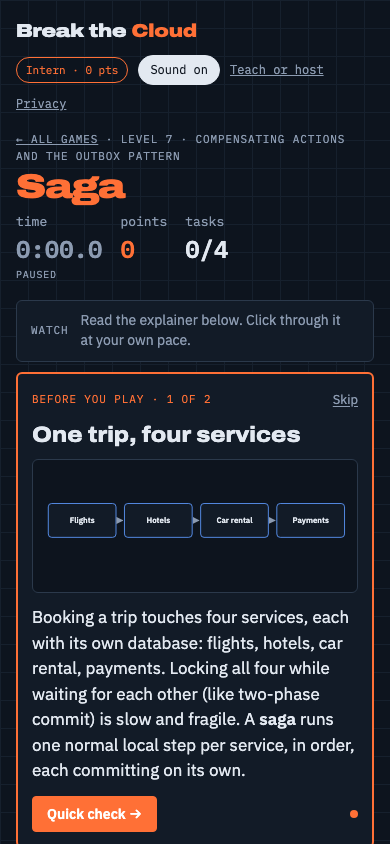 Break the Cloud
Intern · 0 pts
Sound on
Teach or host
Privacy
← ALL GAMES · LEVEL 7 · COMPENSATING ACTIONS
AND THE OUTBOX PATTERN
Saga
time points tasks
0:00.0 0 0/4
PAUSED
WATCH
Read the explainer below. Click through it
at your own pace.
BEFORE YOU PLAY · 1 OF 2
Skip
One trip, four services
Flights Hotels Car rental Payments
Booking a trip touches four services, each
with its own database: flights, hotels, car
rental, payments. Locking all four while
waiting for each other (like two-phase
commit) is slow and fragile. A saga runs
one normal local step per service, in order,
each committing on its own.
Quick check →